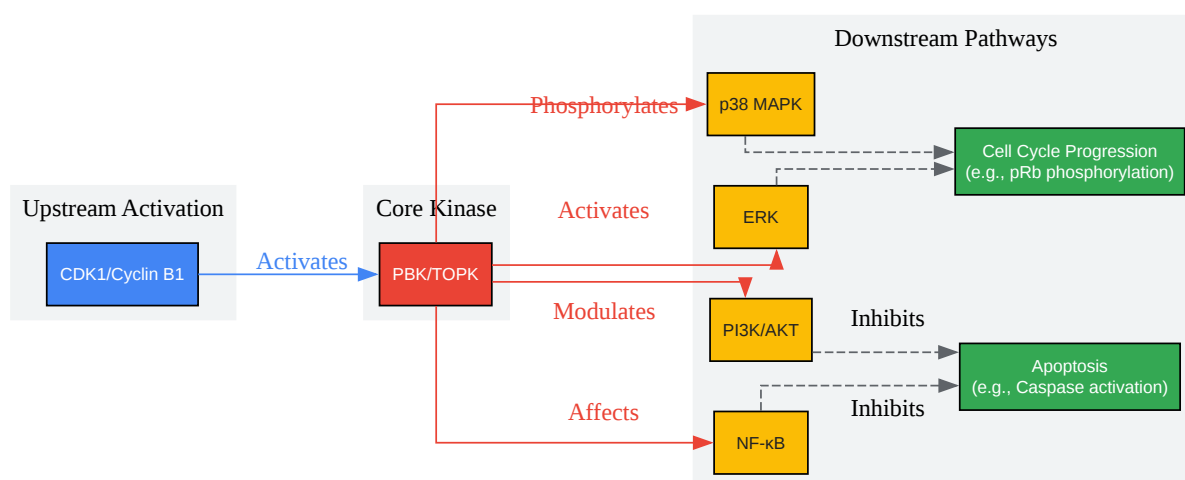 Downstream Pathways
Phosphorylates
p38 MAPK
Cell Cycle Progression
(e.g., pRb phosphorylation)
Upstream Activation
Core Kinase
Activates
ERK
CDK1/Cyclin B1
Activates
PBK/TOPK
Modulates
PI3K/AKT
Inhibits
Apoptosis
(e.g., Caspase activation)
Affects
Inhibits
NF-κB